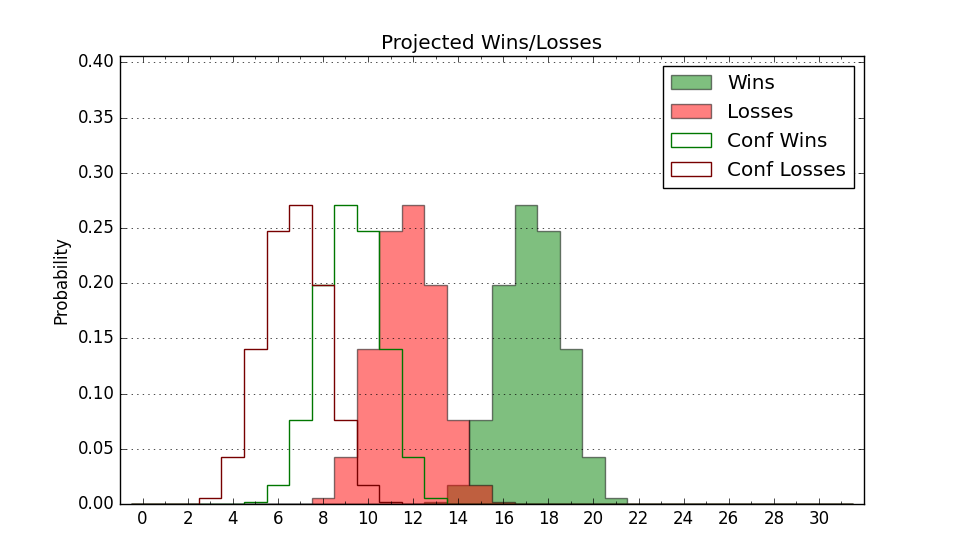 Projected Wins/Losses
0.40
0.35
0.30
0.25
0.20
0.15
0.10
0.05
0.00
Probability
Wins
Losses
Conf Wins
Conf Losses
0 2 4 6 8 10 12 14 16 18 20 22 24 26 28 30